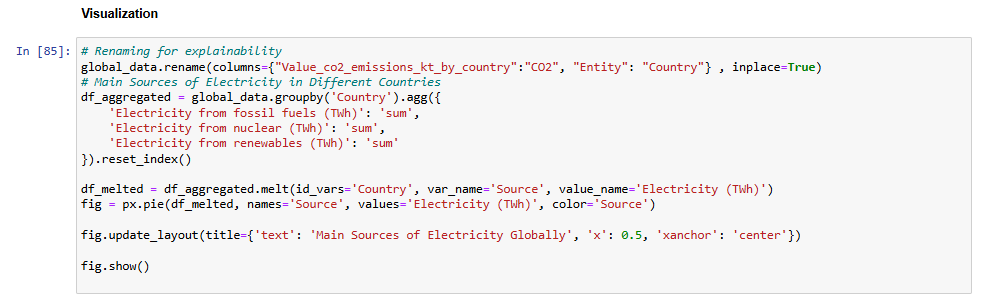 Visualization
In [85]: # Renaming for explainability
global_data.rename(columns={"Value_co2_emissions_kt_by_country":"CO2", "Entity": "Country"} , inplace=True)
# Main Sources of Electricity in Different Countries
df_aggregated = global_data.groupby('Country').agg({
    'Electricity from fossil fuels (TWh)': 'sum',
    'Electricity from nuclear (TWh)': 'sum',
    'Electricity from renewables (TWh)': 'sum'
}).reset_index()
df_melted = df_aggregated.melt(id_vars='Country', var_name='Source', value_name='Electricity (TWh)')
fig = px.pie(df_melted, names='Source', values='Electricity (TWh)', color='Source')
fig.update_layout(title={'text': 'Main Sources of Electricity Globally', 'x': 0.5, 'xanchor': 'center'})
fig.show()